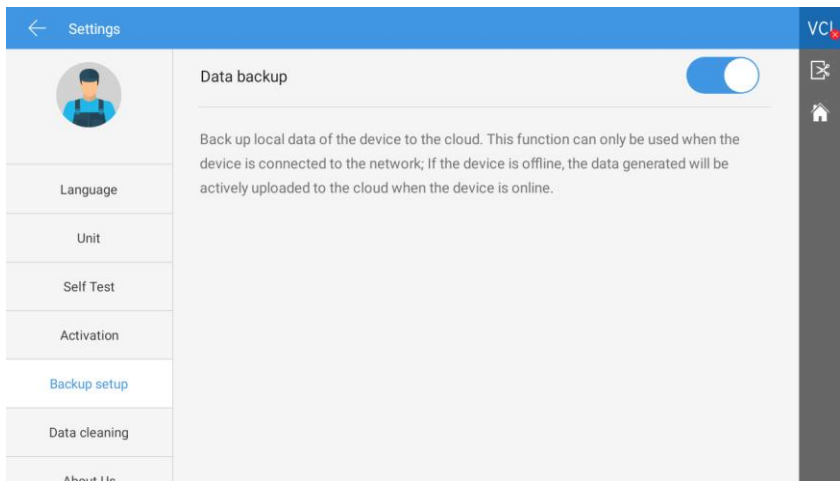 Settings
VCI
Data backup
Back up local data of the device to the cloud. This function can only be used when the
device is connected to the network; If the device is offline, the data generated will be
actively uploaded to the cloud when the device is online.
Language
Unit
Self Test
Activation
Backup setup
Data cleaning
About Us